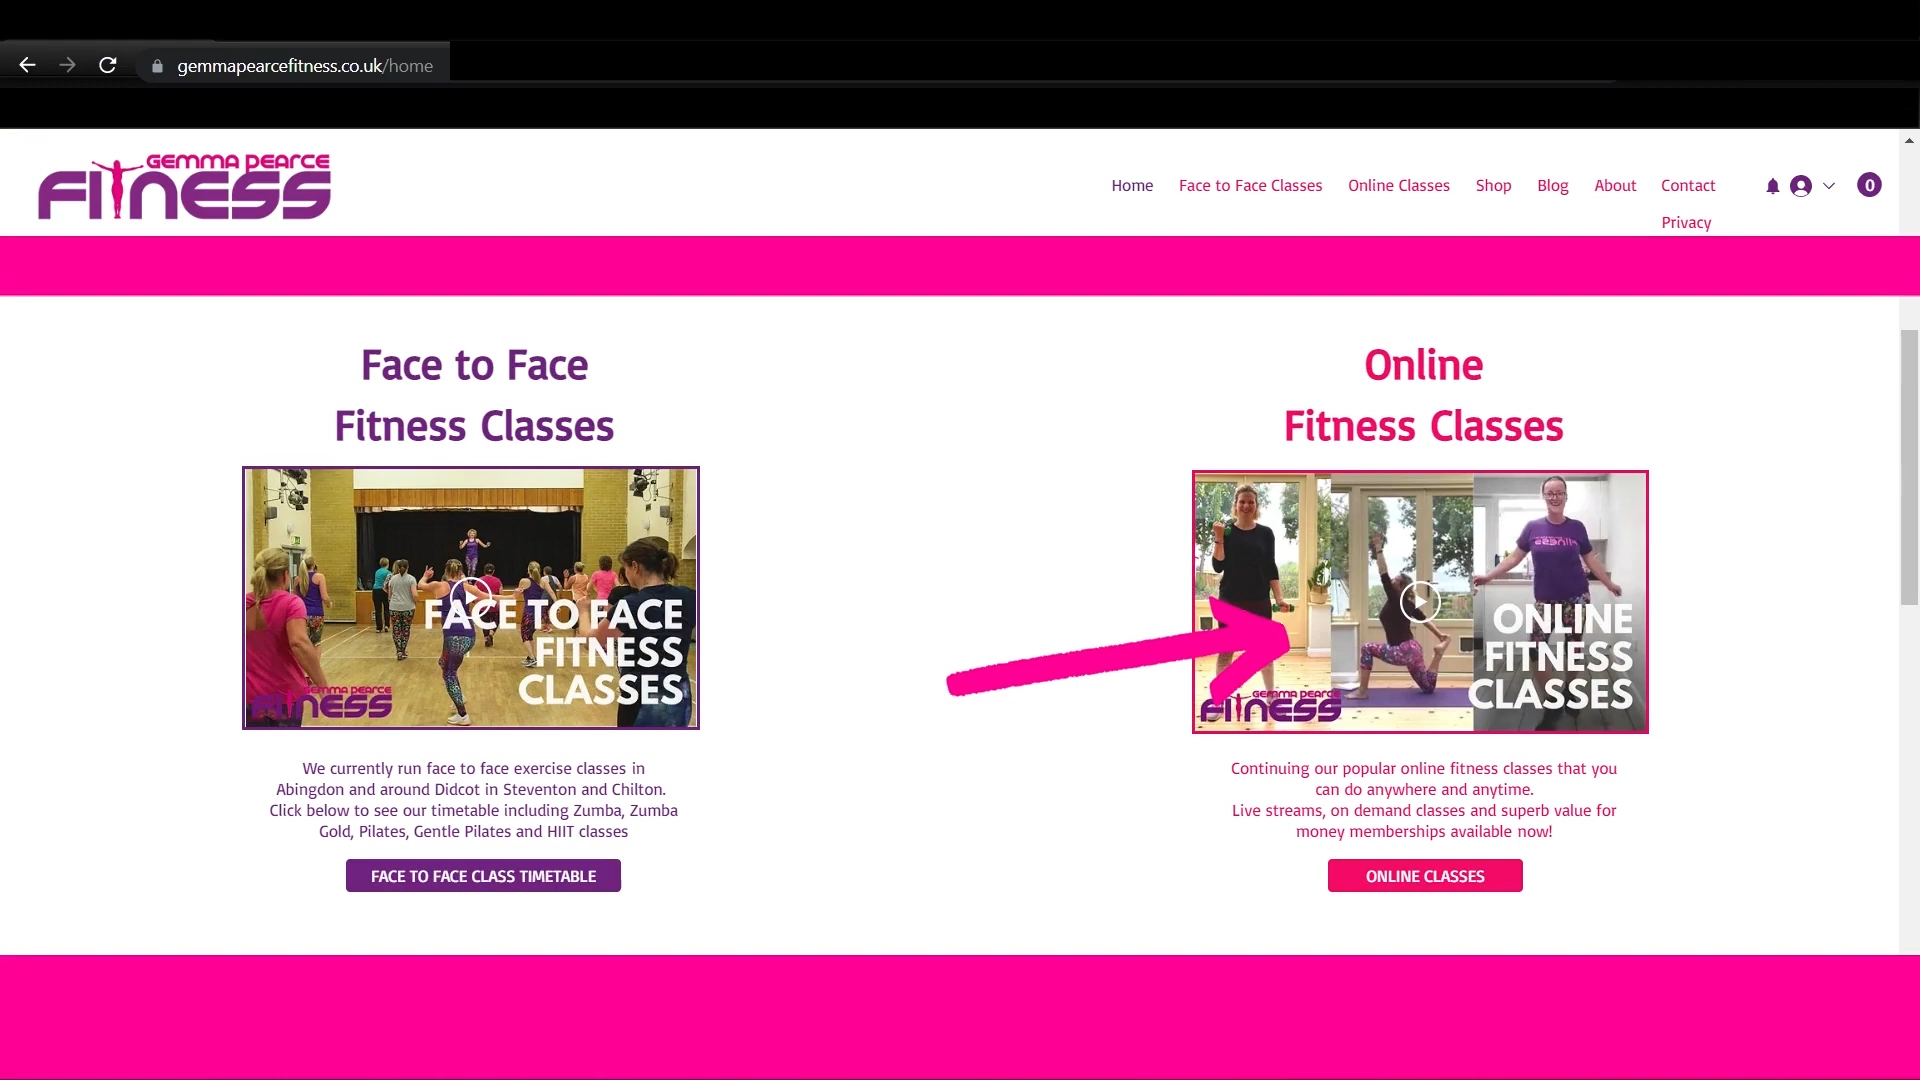 gemmapearcefitness.co.uk/home
GEMMA PEARCE
FITNESS
Home Face to Face Classes Online Classes Shop Blog About Contact
Privacy
0
Face to Face
Fitness Classes
FACE TO FACE
FITNESS
CLASSES
GEMMA PEARCE
FITNESS
We currently run face to face exercise classes in
Abingdon and around Didcot in Steventon and Chilton.
Click below to see our timetable including Zumba, Zumba
Gold, Pilates, Gentle Pilates and HIIT classes
FACE TO FACE CLASS TIMETABLE
Online
Fitness Classes
ONLINE
FITNESS
CLASSES
GEMMA PEARCE
FITNESS
Continuing our popular online fitness classes that you
can do anywhere and anytime.
Live streams, on demand classes and superb value for
money memberships available now!
ONLINE CLASSES